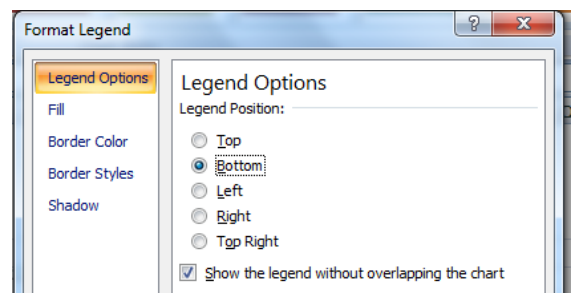 Format Legend
Legend Options
Fill
Border Color
Border Styles
Shadow
Legend Options
Legend Position:
Top
Bottom
Left
Right
Top Right
Show the legend without overlapping the chart